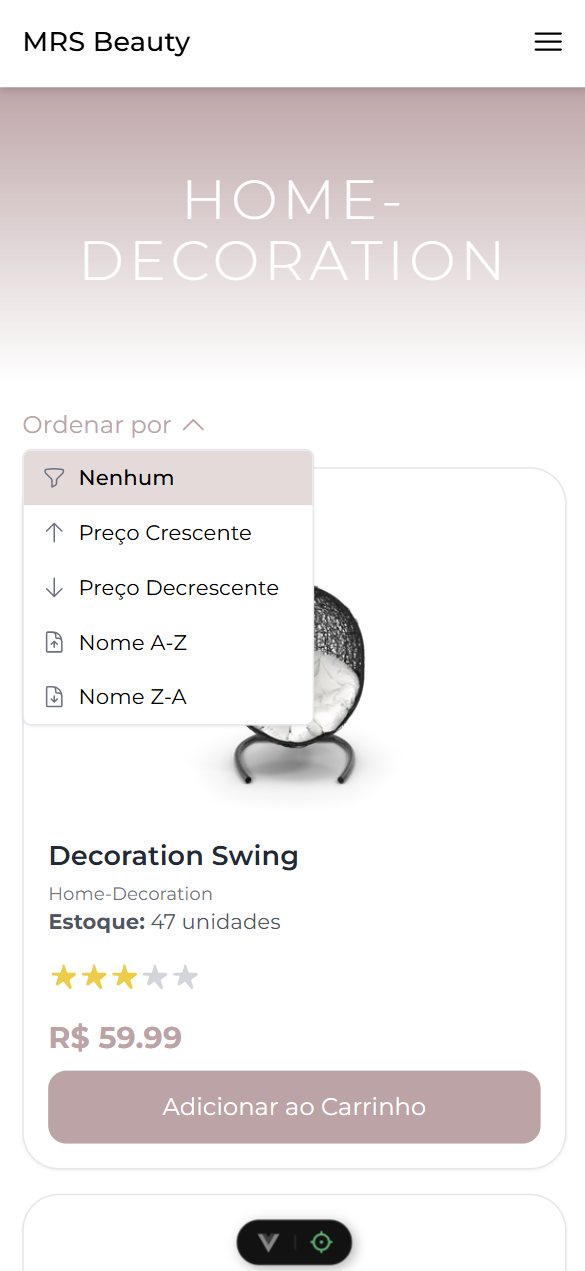 MRS Beauty
HOME-
DECORATION
Ordenar por
Nenhum
Preço Crescente
Preço Decrescente
Nome A-Z
Nome Z-A
Decoration Swing
Home-Decoration
Estoque: 47 unidades
R$ 59.99
Adicionar ao Carrinho